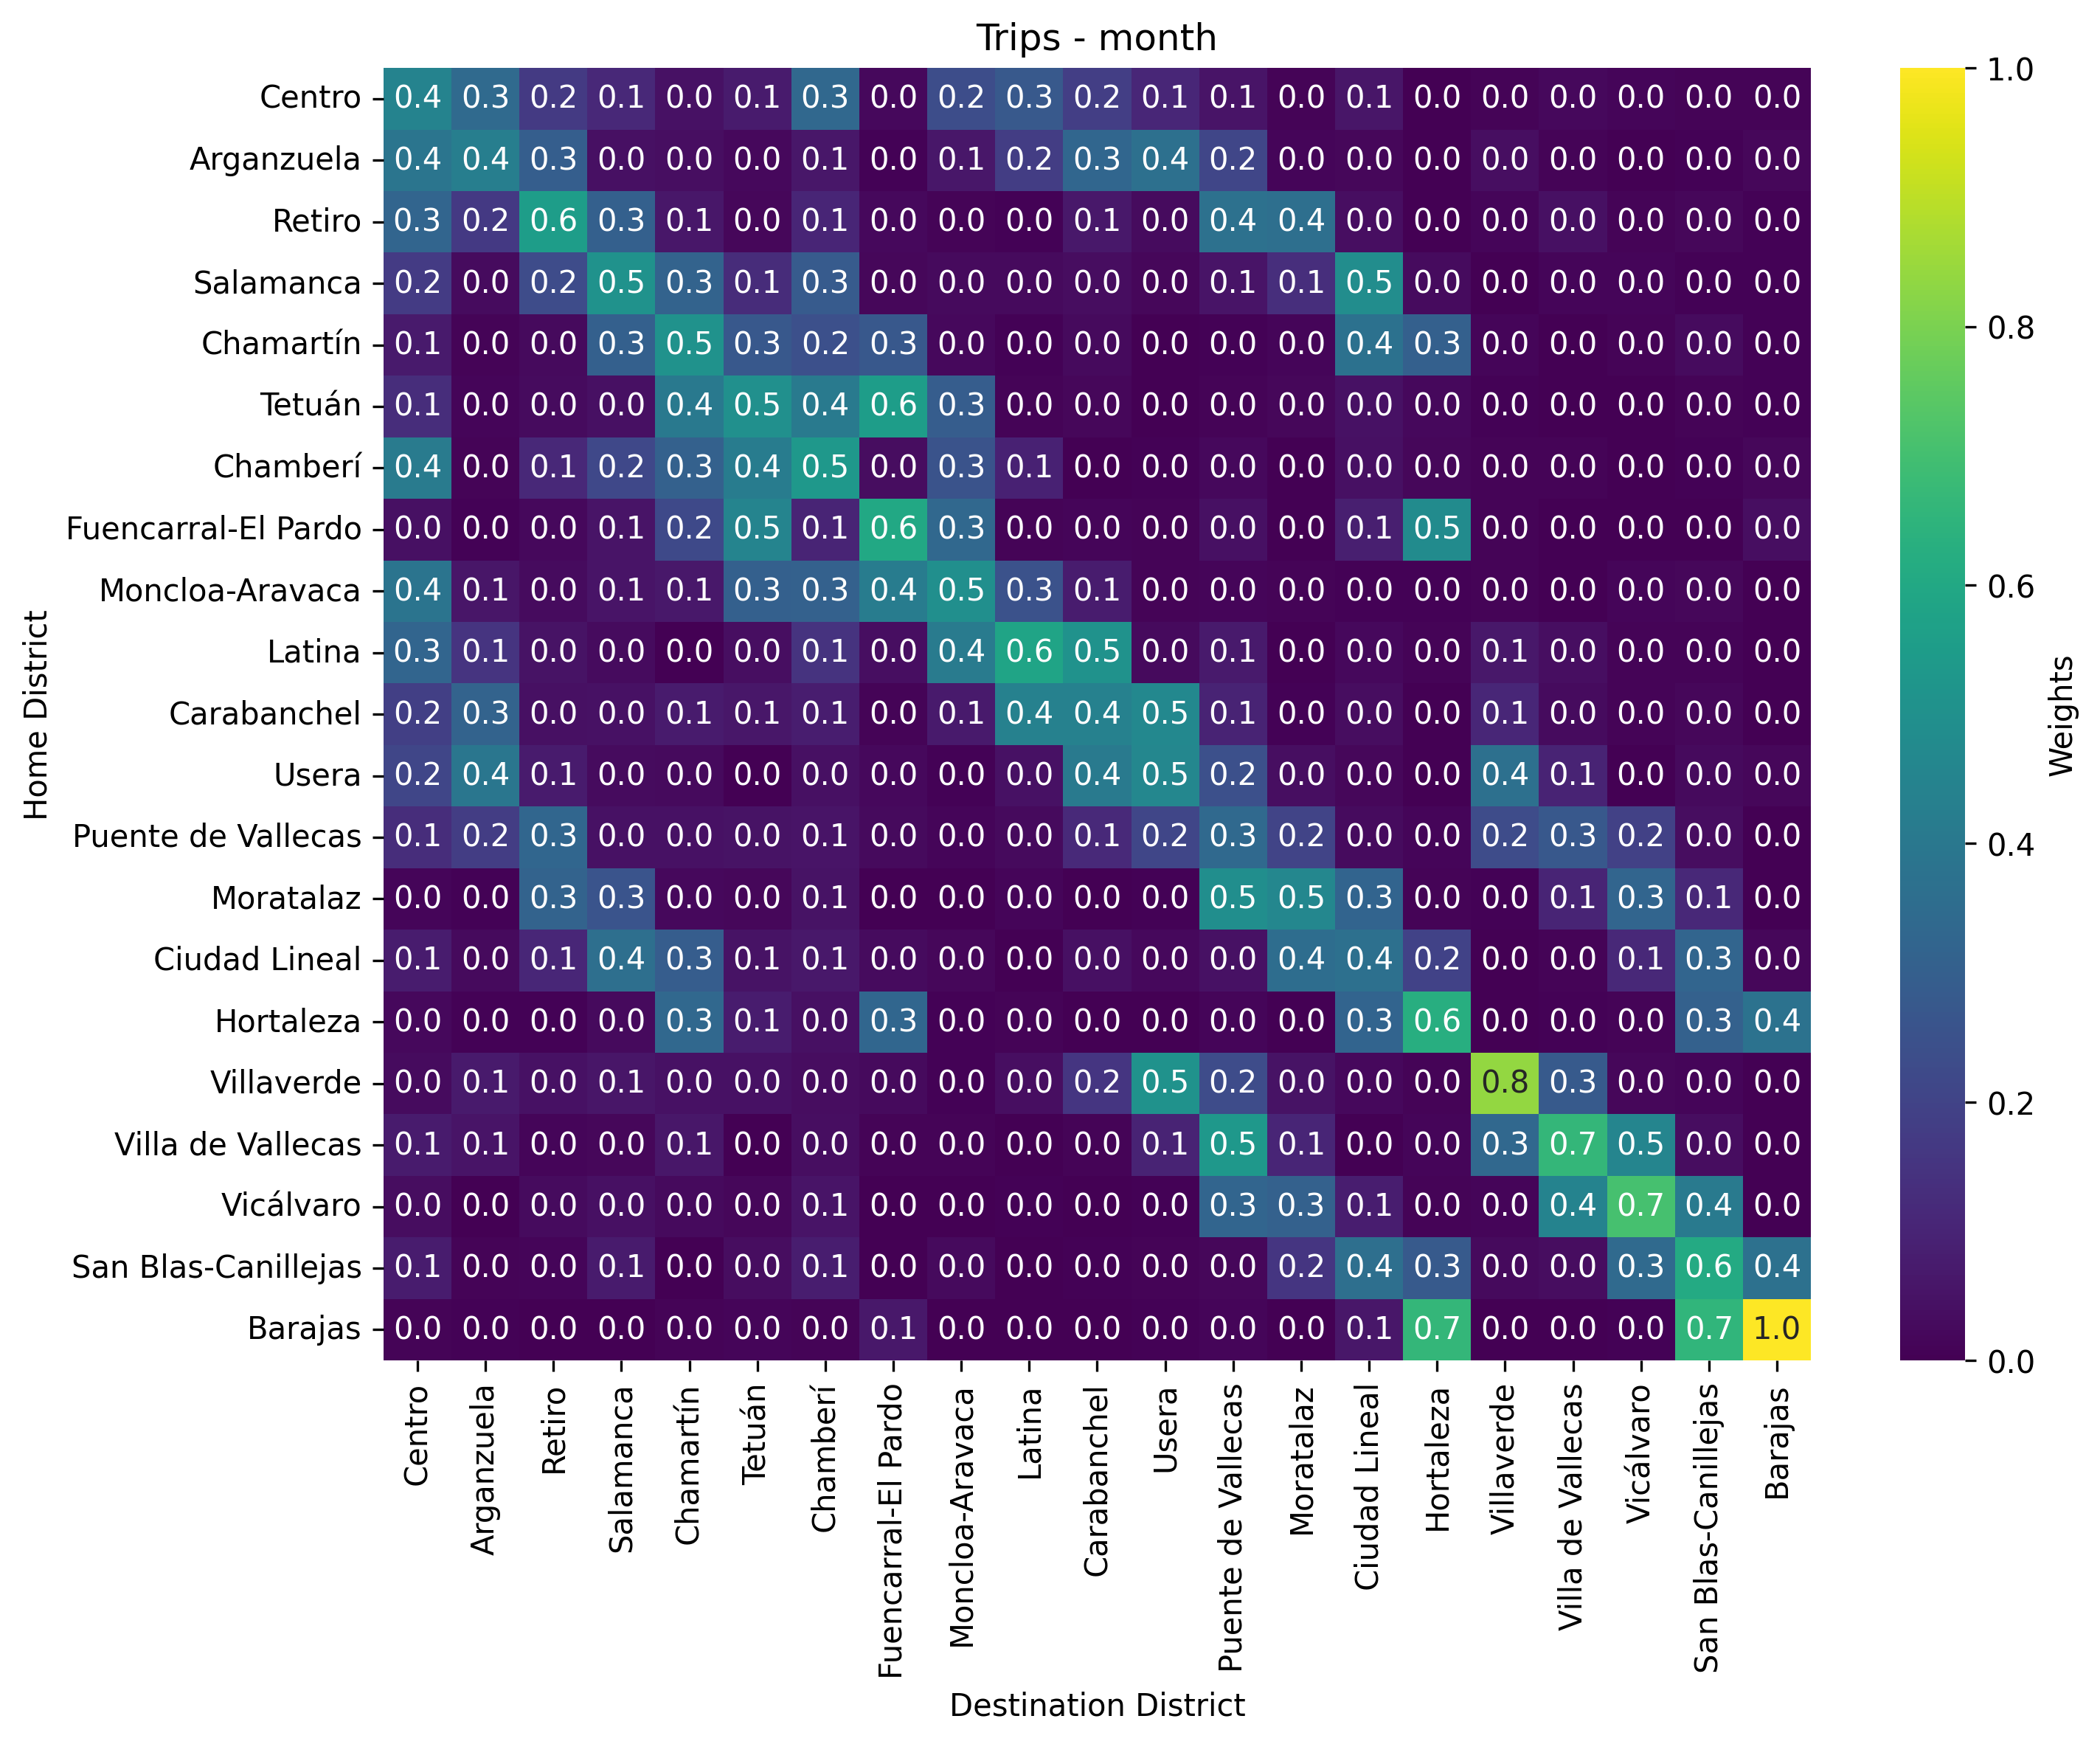 Trips - month
Centro 0.4 0.3 0.2 0.1 0.0 0.1 0.3 0.0 0.2 0.3 0.2 0.1 0.1 0.0 0.1 0.0 0.0 0.0 0.0 0.0 0.0
Arganzuela 0.4 0.4 0.3 0.0 0.0 0.0 0.1 0.0 0.1 0.2 0.3 0.4 0.2 0.0 0.0 0.0 0.0 0.0 0.0 0.0 0.0
Retiro 0.3 0.2 0.6 0.3 0.1 0.0 0.1 0.0 0.0 0.0 0.1 0.0 0.4 0.4 0.0 0.0 0.0 0.0 0.0 0.0 0.0
Salamanca 0.2 0.0 0.2 0.5 0.3 0.1 0.3 0.0 0.0 0.0 0.0 0.0 0.1 0.1 0.5 0.0 0.0 0.0 0.0 0.0 0.0
Chamartín 0.1 0.0 0.0 0.3 0.5 0.3 0.2 0.3 0.0 0.0 0.0 0.0 0.0 0.0 0.4 0.3 0.0 0.0 0.0 0.0 0.0
Tetuán 0.1 0.0 0.0 0.0 0.4 0.5 0.4 0.6 0.3 0.0 0.0 0.0 0.0 0.0 0.0 0.0 0.0 0.0 0.0 0.0 0.0
Chamberí 0.4 0.0 0.1 0.2 0.3 0.4 0.5 0.0 0.3 0.1 0.0 0.0 0.0 0.0 0.0 0.0 0.0 0.0 0.0 0.0 0.0
Fuencarral-El Pardo 0.0 0.0 0.0 0.1 0.2 0.5 0.1 0.6 0.3 0.0 0.0 0.0 0.0 0.0 0.1 0.5 0.0 0.0 0.0 0.0 0.0
Moncloa-Aravaca 0.4 0.1 0.0 0.1 0.1 0.3 0.3 0.4 0.5 0.3 0.1 0.0 0.0 0.0 0.0 0.0 0.0 0.0 0.0 0.0 0.0
Latina 0.3 0.1 0.0 0.0 0.0 0.0 0.1 0.0 0.4 0.6 0.5 0.0 0.1 0.0 0.0 0.0 0.1 0.0 0.0 0.0 0.0
Carabanchel 0.2 0.3 0.0 0.0 0.1 0.1 0.1 0.0 0.1 0.4 0.4 0.5 0.1 0.0 0.0 0.0 0.1 0.0 0.0 0.0 0.0
Usera 0.2 0.4 0.1 0.0 0.0 0.0 0.0 0.0 0.0 0.0 0.4 0.5 0.2 0.0 0.0 0.0 0.4 0.1 0.0 0.0 0.0
Puente de Vallecas 0.1 0.2 0.3 0.0 0.0 0.0 0.1 0.0 0.0 0.0 0.1 0.2 0.3 0.2 0.0 0.0 0.2 0.3 0.2 0.0 0.0
Moratalaz 0.0 0.0 0.3 0.3 0.0 0.0 0.1 0.0 0.0 0.0 0.0 0.0 0.5 0.5 0.3 0.0 0.0 0.1 0.3 0.1 0.0
Ciudad Lineal 0.1 0.0 0.1 0.4 0.3 0.1 0.1 0.0 0.0 0.0 0.0 0.0 0.0 0.4 0.4 0.2 0.0 0.0 0.1 0.3 0.0
Hortaleza 0.0 0.0 0.0 0.0 0.3 0.1 0.0 0.3 0.0 0.0 0.0 0.0 0.0 0.0 0.3 0.6 0.0 0.0 0.0 0.3 0.4
Villaverde 0.0 0.1 0.0 0.1 0.0 0.0 0.0 0.0 0.0 0.0 0.2 0.5 0.2 0.0 0.0 0.0 0.8 0.3 0.0 0.0 0.0
Villa de Vallecas 0.1 0.1 0.0 0.0 0.1 0.0 0.0 0.0 0.0 0.0 0.0 0.1 0.5 0.1 0.0 0.0 0.3 0.7 0.5 0.0 0.0
Vicálvaro 0.0 0.0 0.0 0.0 0.0 0.0 0.1 0.0 0.0 0.0 0.0 0.0 0.3 0.3 0.1 0.0 0.0 0.4 0.7 0.4 0.0
San Blas-Canillejas 0.1 0.0 0.0 0.1 0.0 0.0 0.1 0.0 0.0 0.0 0.0 0.0 0.0 0.2 0.4 0.3 0.0 0.0 0.3 0.6 0.4
Barajas 0.0 0.0 0.0 0.0 0.0 0.0 0.0 0.1 0.0 0.0 0.0 0.0 0.0 0.0 0.1 0.7 0.0 0.0 0.0 0.7 1.0
Home District
Centro
Arganzuela
Retiro
Salamanca
Chamartín
Tetuán
Chamberí
Fuencarral-El Pardo
Moncloa-Aravaca
Latina
Carabanchel
Usera
Puente de Vallecas
Moratalaz
Ciudad Lineal
Hortaleza
Villaverde
Villa de Vallecas
Vicálvaro
San Blas-Canillejas
Barajas
Destination District
1.0
0.8
0.6
0.4
0.2
0.0
Weights